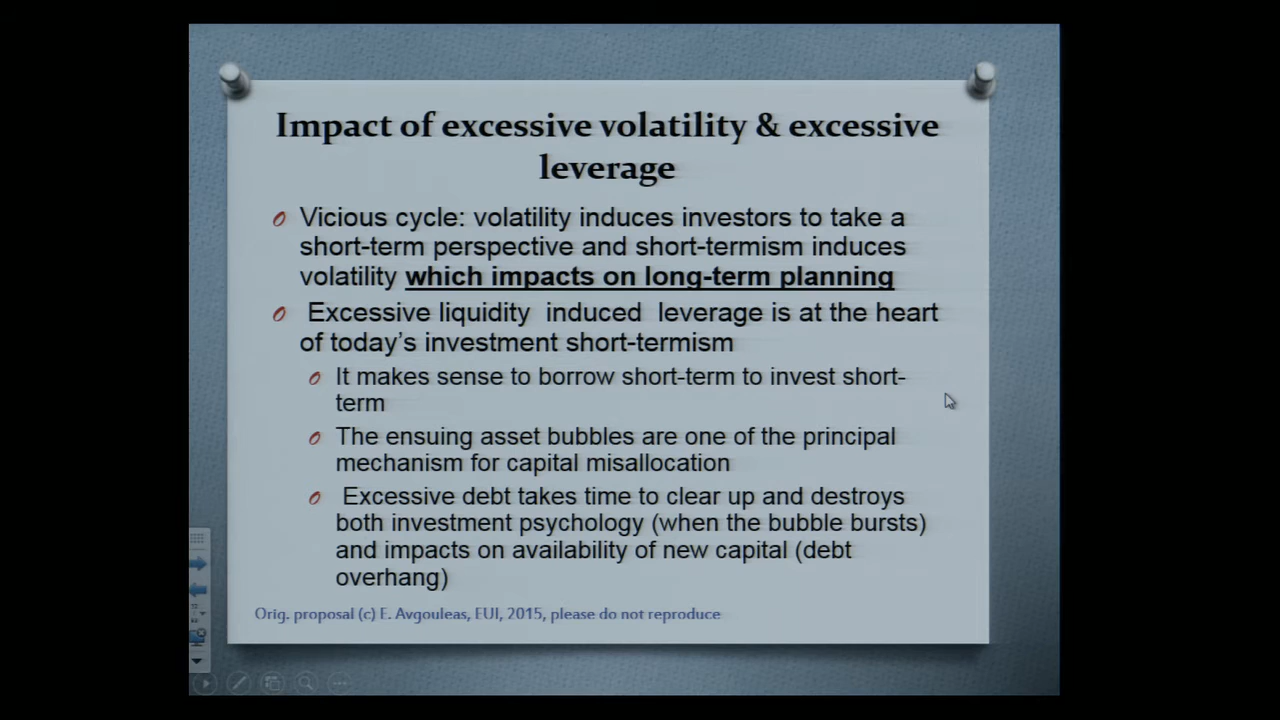 Impact of excessive volatility & excessive
leverage
Vicious cycle: volatility induces investors to take a
short-term perspective and short-termism induces
volatility which impacts on long-term planning
Excessive liquidity induced leverage is at the heart
of today's investment short-termism
It makes sense to borrow short-term to invest short-
term
The ensuing asset bubbles are one of the principal
mechanism for capital misallocation
Excessive debt takes time to clear up and destroys
both investment psychology (when the bubble bursts)
and impacts on availability of new capital (debt
overhang)
Orig. proposal (c) E. Avgouleas, EUI, 2015, please do not reproduce